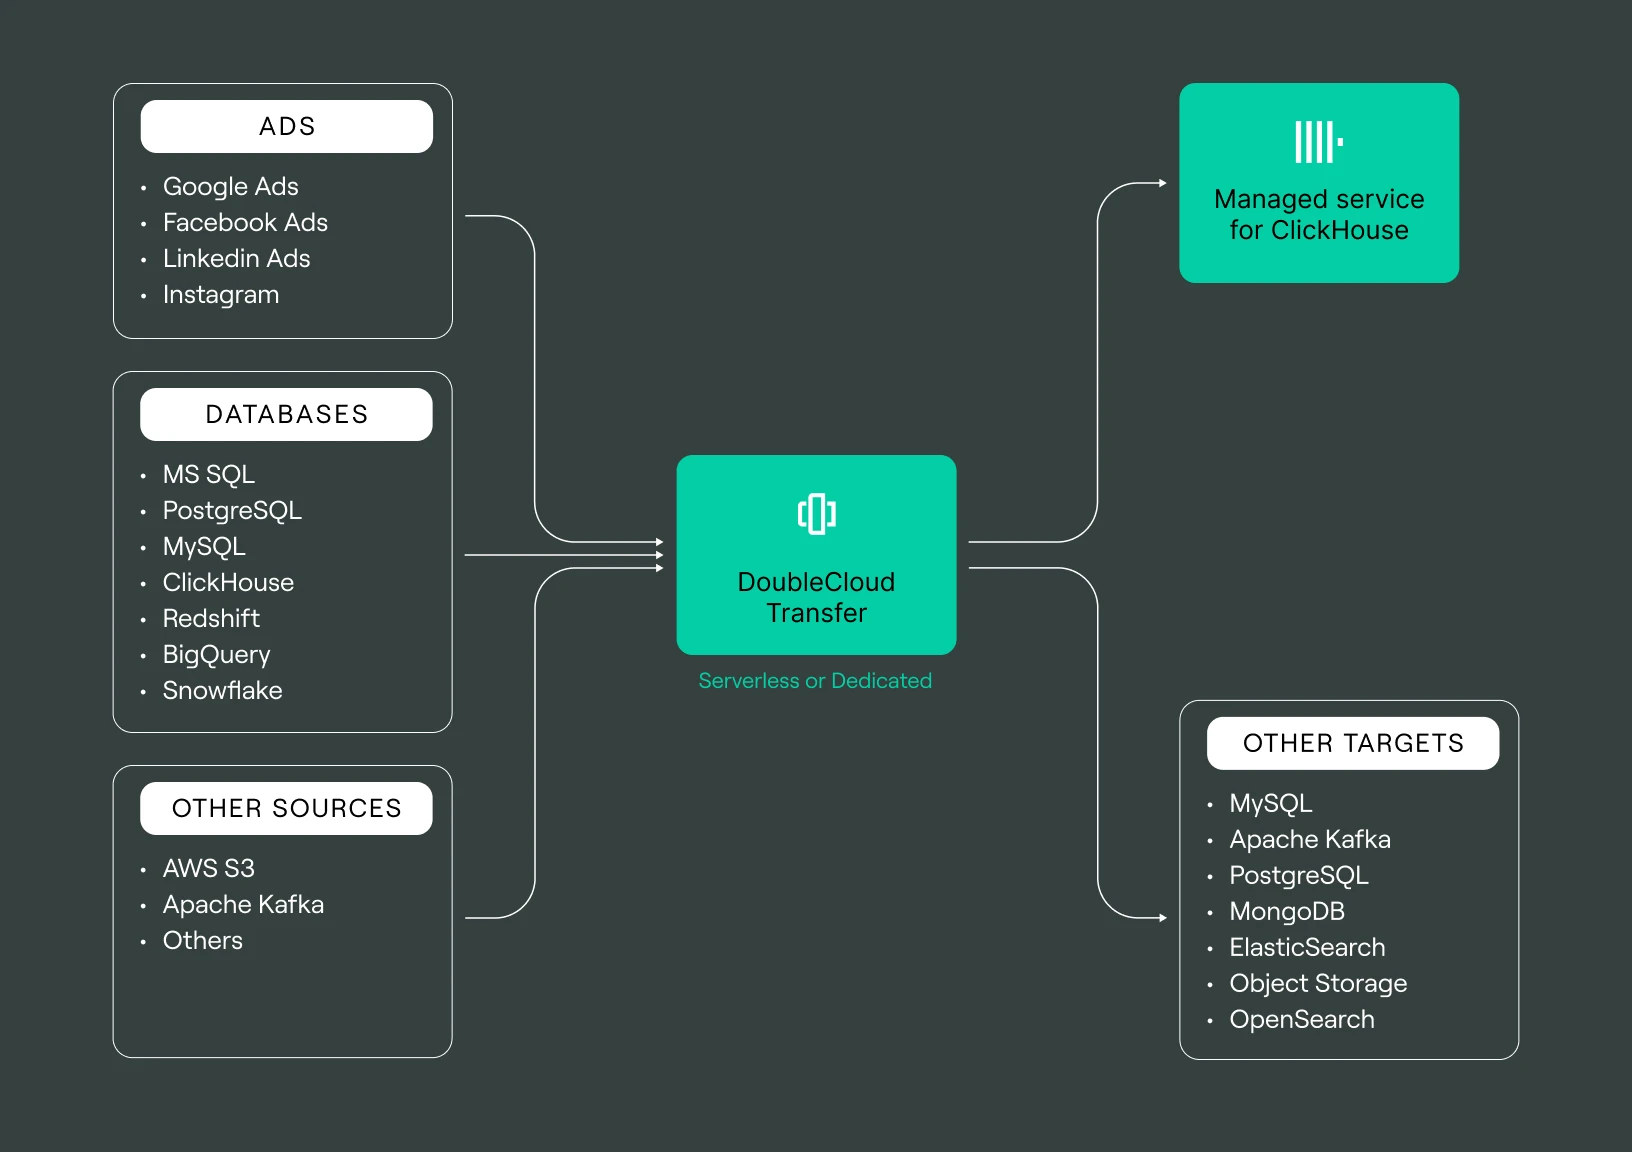 ADS
Google Ads
Facebook Ads
Linkedin Ads
Instagram
DATABASES
MS SQL
PostgreSQL
MySQL
ClickHouse
Redshift
BigQuery
Snowflake
OTHER SOURCES
AWS S3
Apache Kafka
Others
DoubleCloud
Transfer
Serverless or Dedicated
Managed service
for ClickHouse
OTHER TARGETS
MySQL
Apache Kafka
PostgreSQL
MongoDB
ElasticSearch
Object Storage
OpenSearch